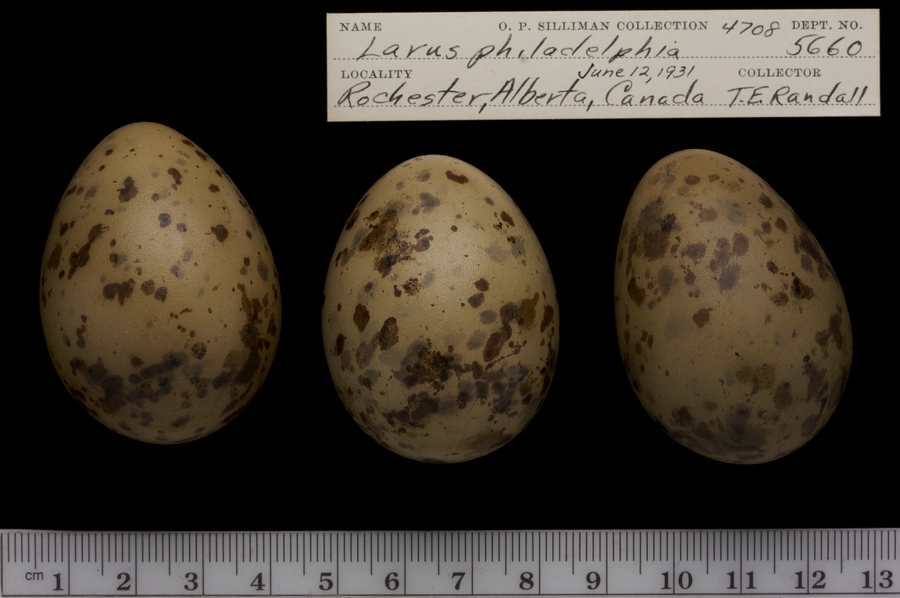 NAME O. P. SILLIMAN COLLECTION 4708 DEPT. NO.
Larus philadelphia 5660
LOCALITY June 12, 1931 COLLECTOR
Rochester, Alberta, Canada T.E. Randall
cm 1 2 3 4 5 6 7 8 9 10 11 12 13